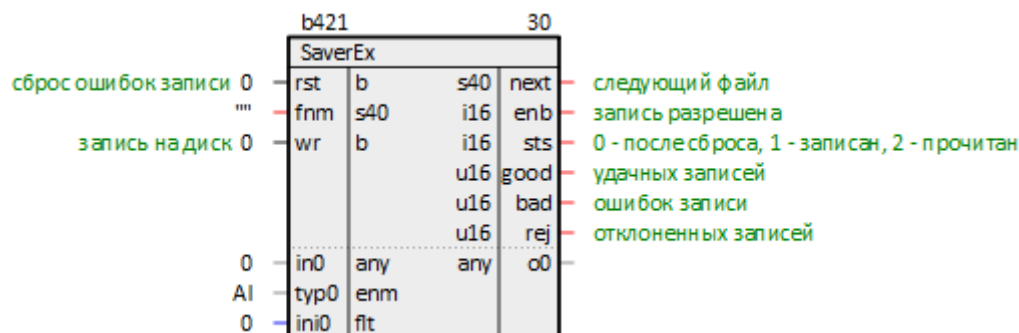 b421 30
SaverEx
сброс ошибок записи 0 rst b s40 next следующий файл
"" fnm s40 i16 enb запись разрешена
запись на диск 0 wr b i16 sts 0 - после сброса, 1 - записан, 2 - прочитан
u16 good удачных записей
u16 bad ошибок записи
u16 rej отклоненных записей
0 in0 any any o0
AI typ0 enm
0 ini0 flt